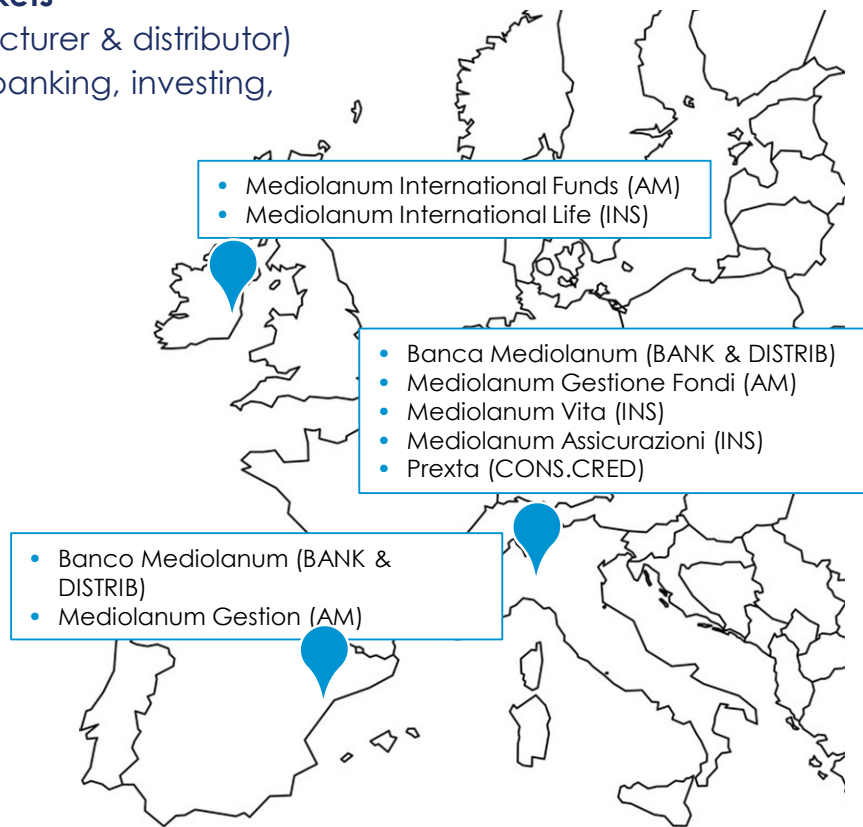 cturer & distributor)
banking, investing,
• Mediolanum International Funds (AM)
• Mediolanum International Life (INS)
• Banca Mediolanum (BANK & DISTRIB)
• Mediolanum Gestione Fondi (AM)
• Mediolanum Vita (INS)
• Mediolanum Assicurazioni (INS)
• Prexta (CONS.CRED)
• Banco Mediolanum (BANK &
DISTRIB)
• Mediolanum Gestion (AM)